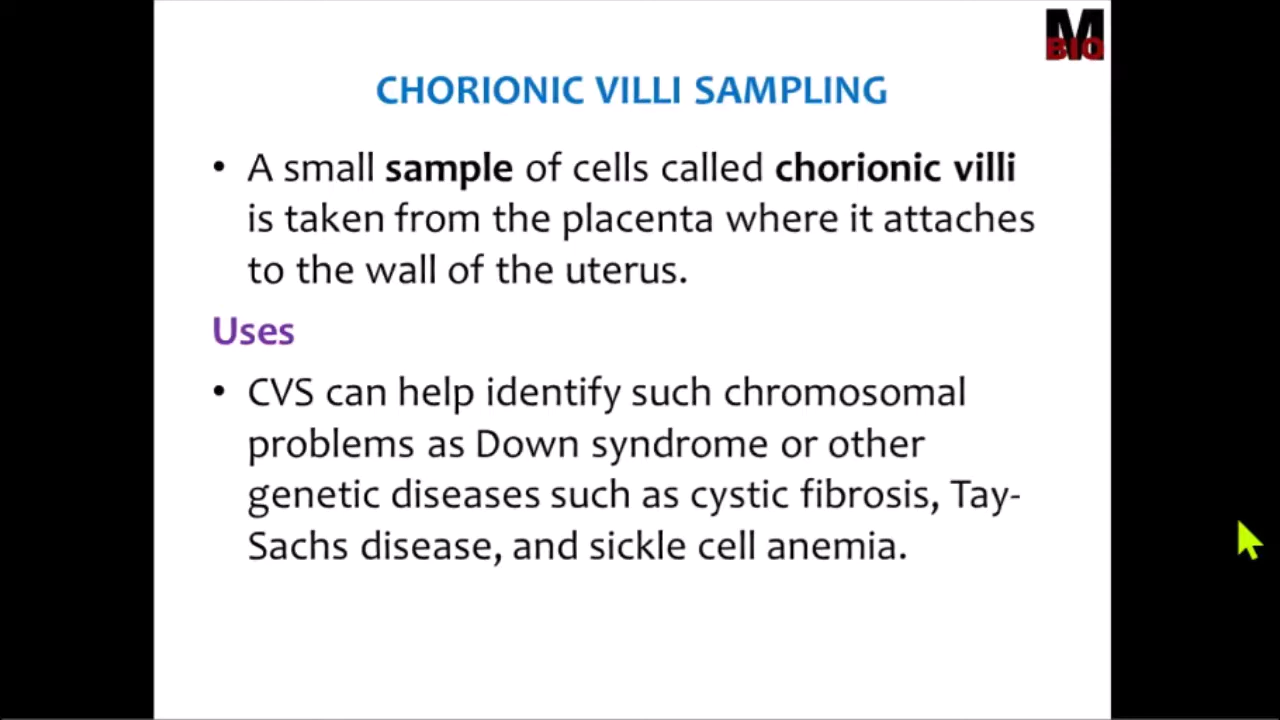 M
BIQ
CHORIONIC VILLI SAMPLING
• A small sample of cells called chorionic villi
is taken from the placenta where it attaches
to the wall of the uterus.
Uses
• CVS can help identify such chromosomal
problems as Down syndrome or other
genetic diseases such as cystic fibrosis, Tay-
Sachs disease, and sickle cell anemia.